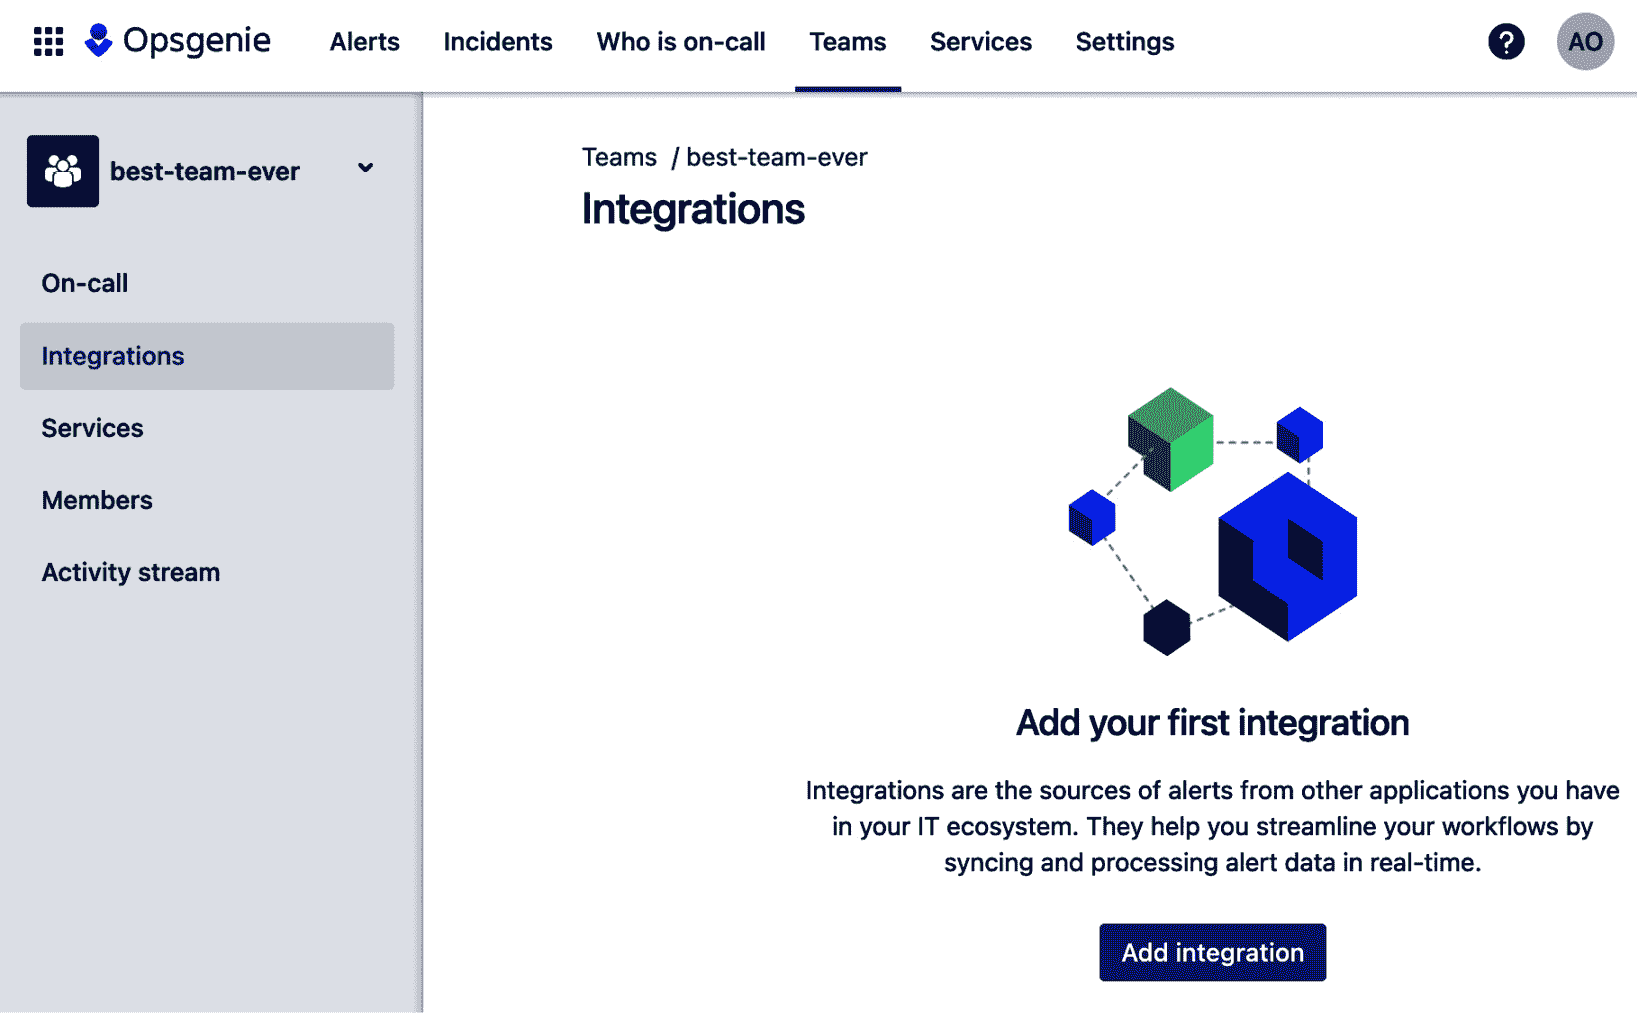 Opsgenie Alerts Incidents Who is on-call Teams Services Settings ? AO
best-team-ever
On-call
Integrations
Services
Members
Activity stream
Teams / best-team-ever
Integrations
Add your first integration
Integrations are the sources of alerts from other applications you have
in your IT ecosystem. They help you streamline your workflows by
syncing and processing alert data in real-time.
Add integration